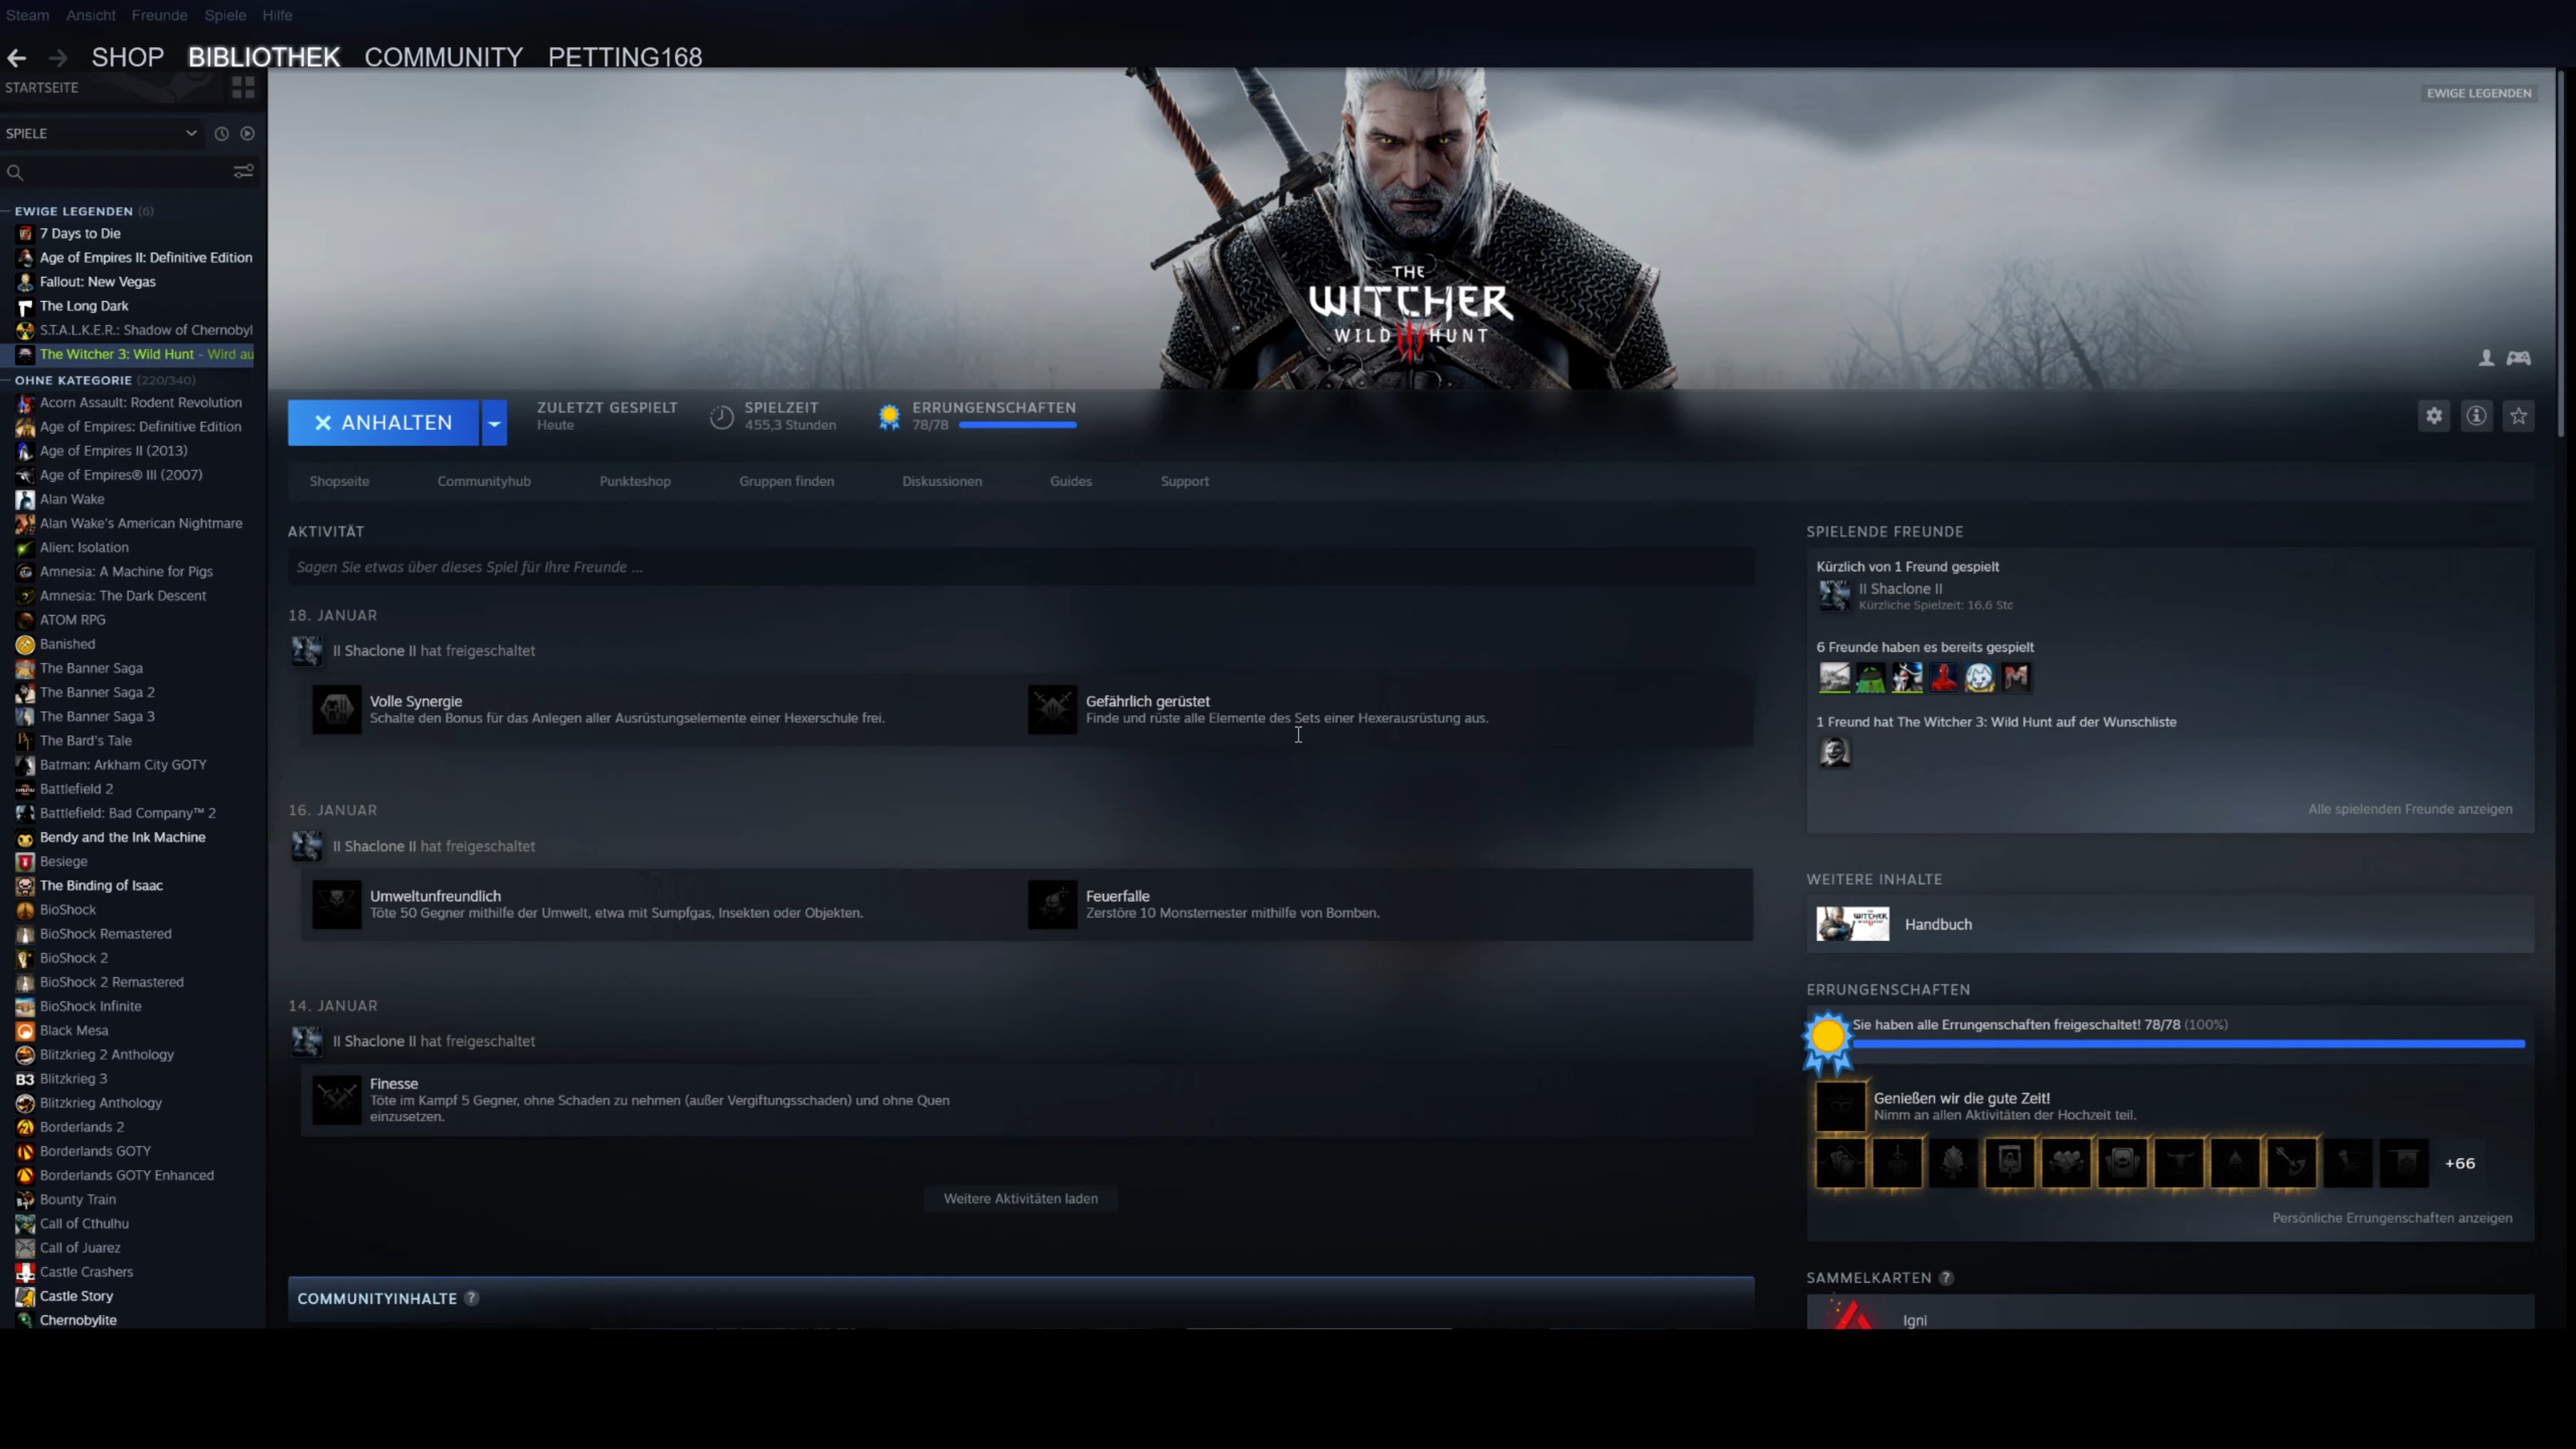 Steam Ansicht Freunde Spiele Hilfe
SHOP BIBLIOTHEK COMMUNITY PETTING168
STARTSEITE
SPIELE
EWIGE LEGENDEN (6)
7 Days to Die
Age of Empires II: Definitive Edition
Fallout: New Vegas
The Long Dark
S.T.A.L.K.E.R.: Shadow of Chernobyl
The Witcher 3: Wild Hunt - Wird au
OHNE KATEGORIE (220/340)
Acorn Assault: Rodent Revolution
Age of Empires: Definitive Edition
Age of Empires II (2013)
Age of Empires® III (2007)
Alan Wake
Alan Wake's American Nightmare
Alien: Isolation
Amnesia: A Machine for Pigs
Amnesia: The Dark Descent
ATOM RPG
Banished
The Banner Saga
The Banner Saga 2
The Banner Saga 3
The Bard's Tale
Batman: Arkham City GOTY
Battlefield 2
Battlefield: Bad Company™ 2
Bendy and the Ink Machine
Besiege
The Binding of Isaac
BioShock
BioShock Remastered
BioShock 2
BioShock 2 Remastered
BioShock Infinite
Black Mesa
Blitzkrieg 2 Anthology
B3 Blitzkrieg 3
Blitzkrieg Anthology
Borderlands 2
Borderlands GOTY
Borderlands GOTY Enhanced
Bounty Train
Call of Cthulhu
Call of Juarez
Castle Crashers
Castle Story
Chernobylite
EWIGE LEGENDEN
THE
WITCHER
WILD HUNT
ANHALTEN
ZULETZT GESPIELT
Heute
SPIELZEIT
455,3 Stunden
ERRUNGENSCHAFTEN
78/78
Shopseite Communityhub Punkteshop Gruppen finden Diskussionen Guides Support
AKTIVITÄT
Sagen Sie etwas über dieses Spiel für Ihre Freunde ...
18. JANUAR
II Shaclone II hat freigeschaltet
Volle Synergie
Schalte den Bonus für das Anlegen aller Ausrüstungselemente einer Hexerschule frei.
Gefährlich gerüstet
Finde und rüste alle Elemente des Sets einer Hexerausrüstung aus.
16. JANUAR
II Shaclone II hat freigeschaltet
Umweltunfreundlich
Töte 50 Gegner mithilfe der Umwelt, etwa mit Sumpfgas, Insekten oder Objekten.
Feuerfalle
Zerstöre 10 Monsternester mithilfe von Bomben.
14. JANUAR
II Shaclone II hat freigeschaltet
Finesse
Töte im Kampf 5 Gegner, ohne Schaden zu nehmen (außer Vergiftungsschaden) und ohne Quen
einzusetzen.
Weitere Aktivitäten laden
COMMUNITYINHALTE ?
SPIELENDE FREUNDE
Kürzlich von 1 Freund gespielt
II Shaclone II
Kürzliche Spielzeit: 16,6 Stc
6 Freunde haben es bereits gespielt
1 Freund hat The Witcher 3: Wild Hunt auf der Wunschliste
Alle spielenden Freunde anzeigen
WEITERE INHALTE
WITCHER
Handbuch
ERRUNGENSCHAFTEN
Sie haben alle Errungenschaften freigeschaltet! 78/78 (100%)
Genießen wir die gute Zeit!
Nimm an allen Aktivitäten der Hochzeit teil.
+66
Persönliche Errungenschaften anzeigen
SAMMELKARTEN ?
Igni